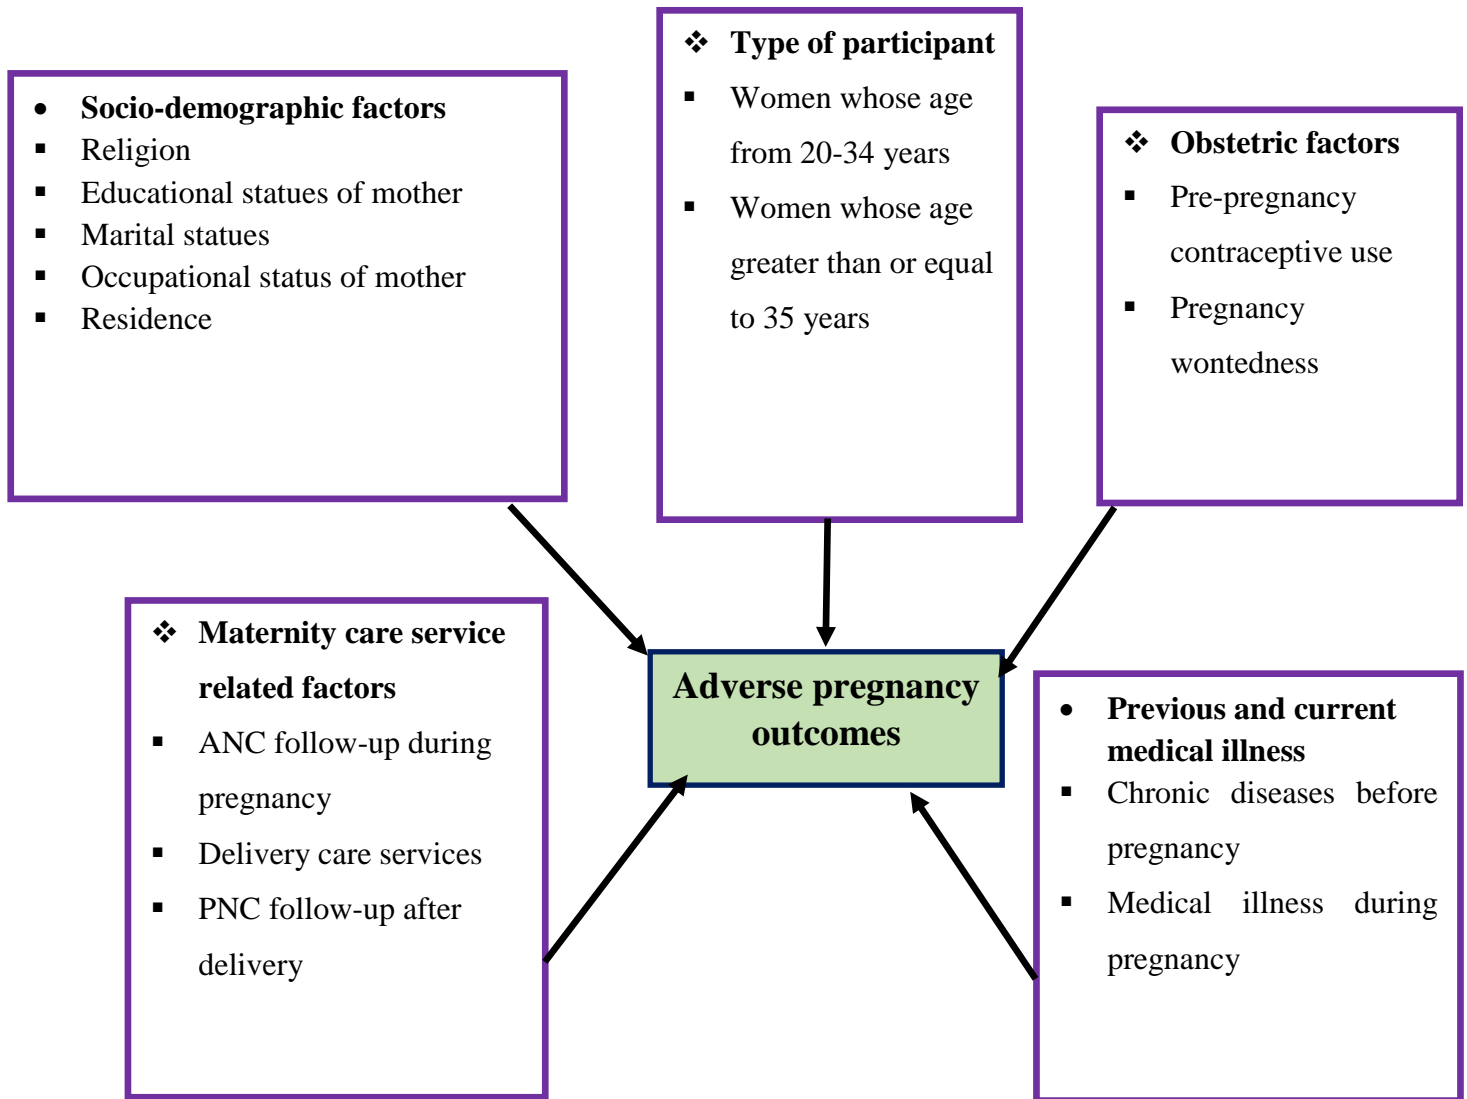 • Socio-demographic factors
▪ Religion
▪ Educational statues of mother
▪ Marital statues
▪ Occupational status of mother
▪ Residence
❖ Type of participant
▪ Women whose age
from 20-34 years
▪ Women whose age
greater than or equal
to 35 years
❖ Obstetric factors
▪ Pre-pregnancy
contraceptive use
▪ Pregnancy
wontedness
❖ Maternity care service
related factors
▪ ANC follow-up during
pregnancy
▪ Delivery care services
▪ PNC follow-up after
delivery
Adverse pregnancy
outcomes
• Previous and current
medical illness
▪ Chronic diseases before
pregnancy
▪ Medical illness during
pregnancy